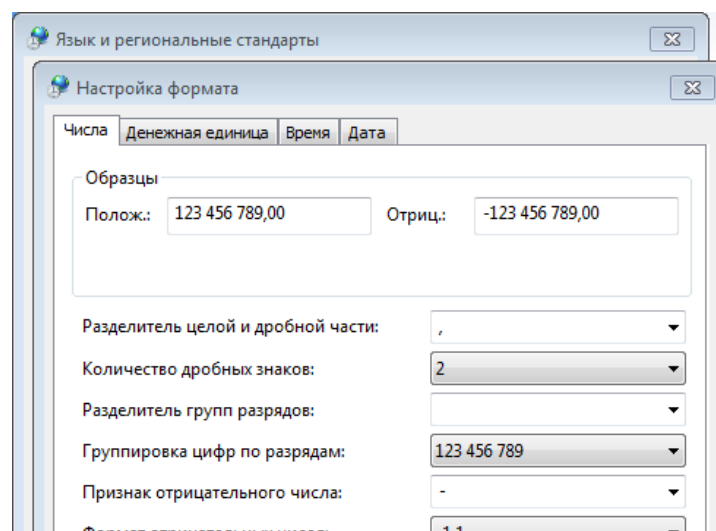 Язык и региональные стандарты
Настройка формата
Числа Денежная единица Время Дата
Образцы
Полож.: 123 456 789,00 Отриц.: -123 456 789,00
Разделитель целой и дробной части: ,
Количество дробных знаков: 2
Разделитель групп разрядов:
Группировка цифр по разрядам: 123 456 789
Признак отрицательного числа: -